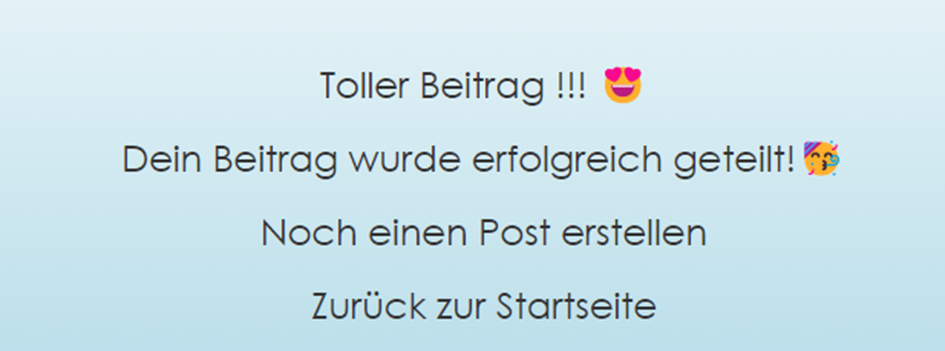 Toller Beitrag !!! 😍
Dein Beitrag wurde erfolgreich geteilt!🥳
Noch einen Post erstellen
Zurück zur Startseite